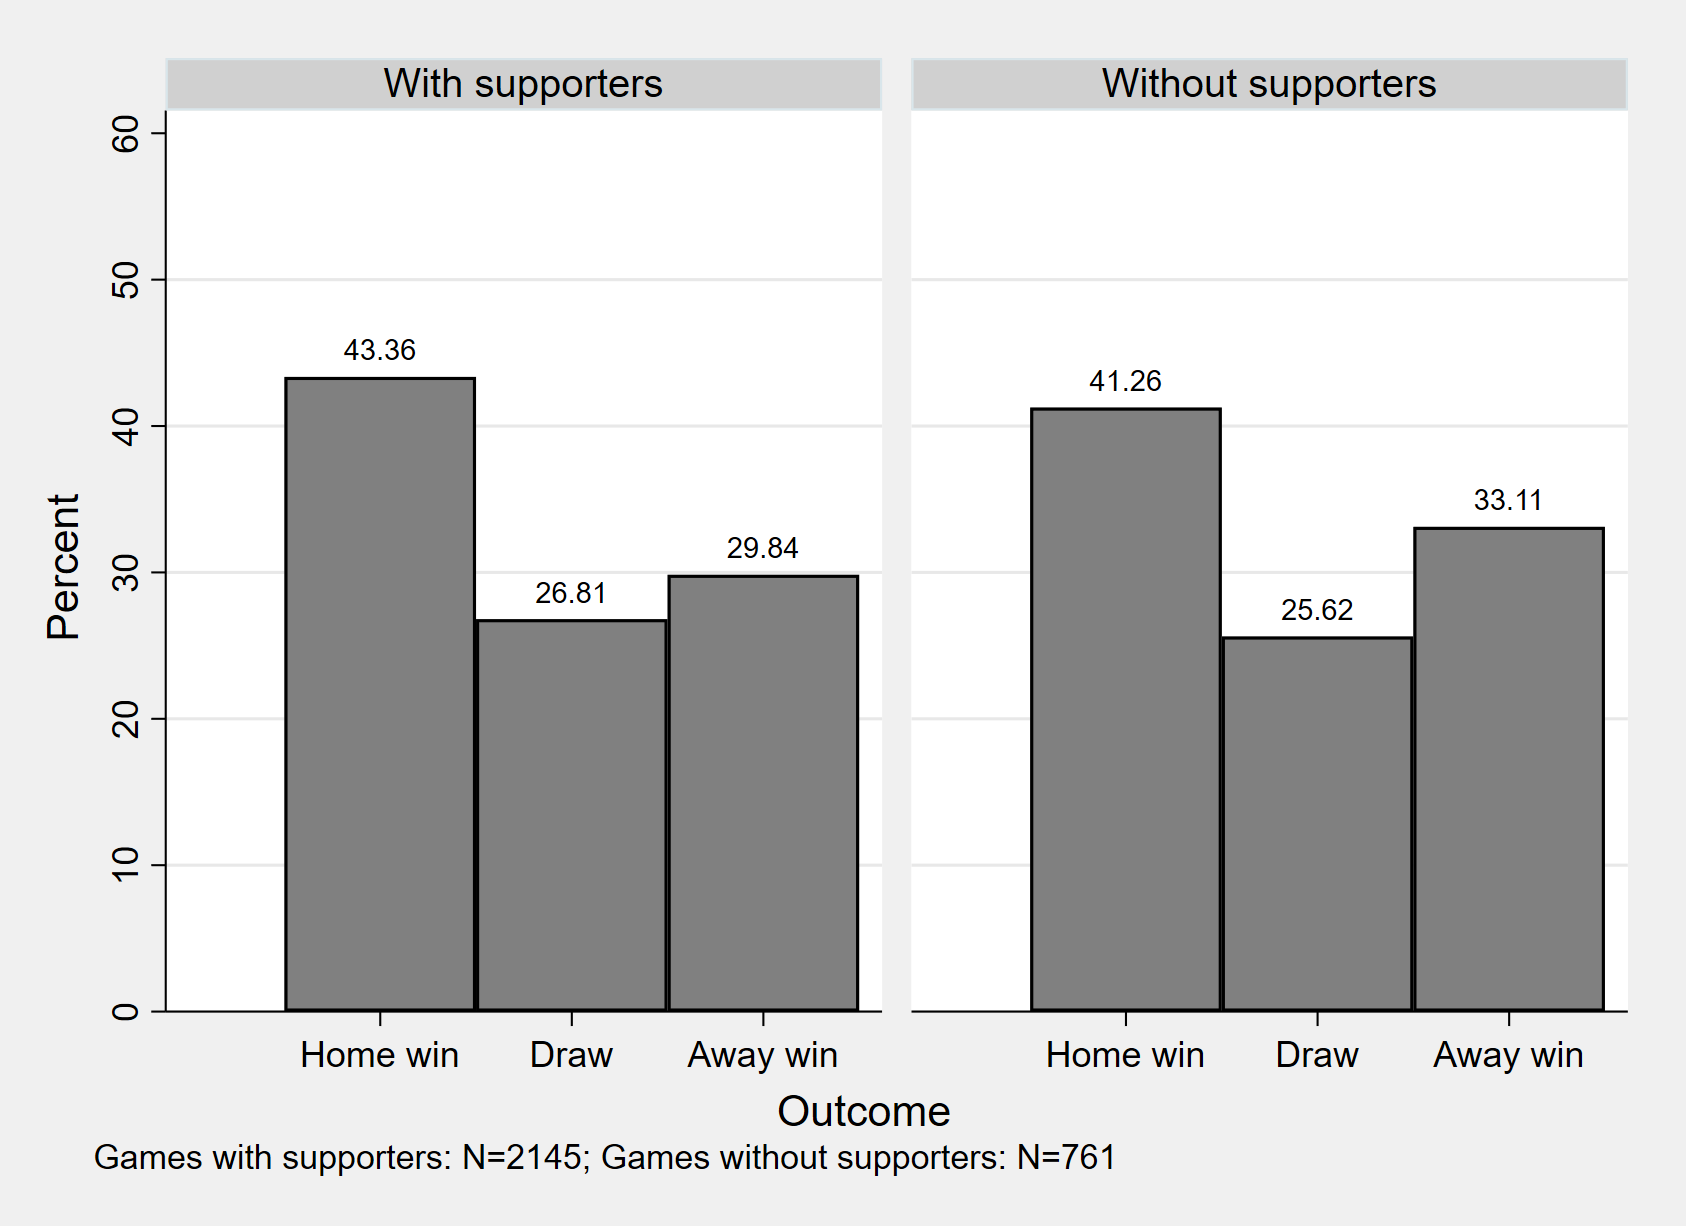 With supporters
Without supporters
Percent
60
50
40
30
20
10
0
43.36
26.81
29.84
41.26
25.62
33.11
Home win
Draw
Away win
Home win
Draw
Away win
Outcome
Games with supporters: N=2145; Games without supporters: N=761